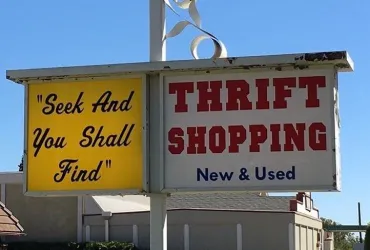 "Seek And
You Shall
Find"
THRIFT
SHOPPING
New & Used